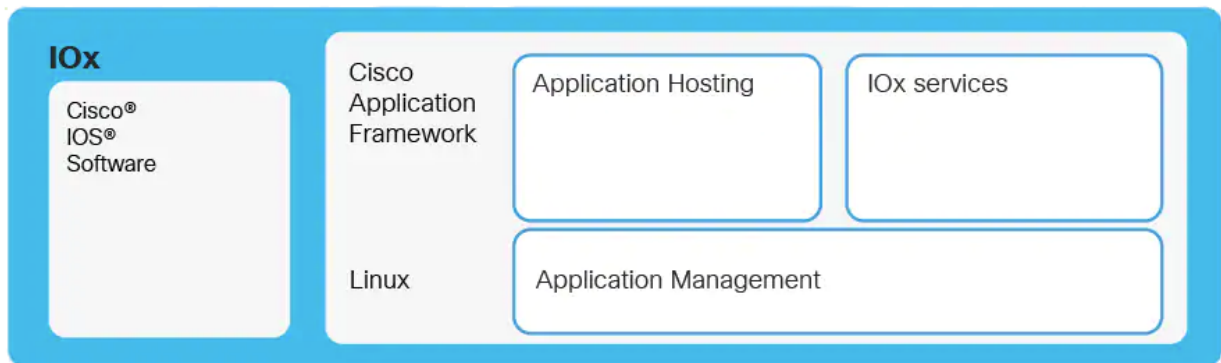 IOx
Cisco®
IOS®
Software
Cisco
Application
Framework
Application Hosting
IOx services
Linux
Application Management